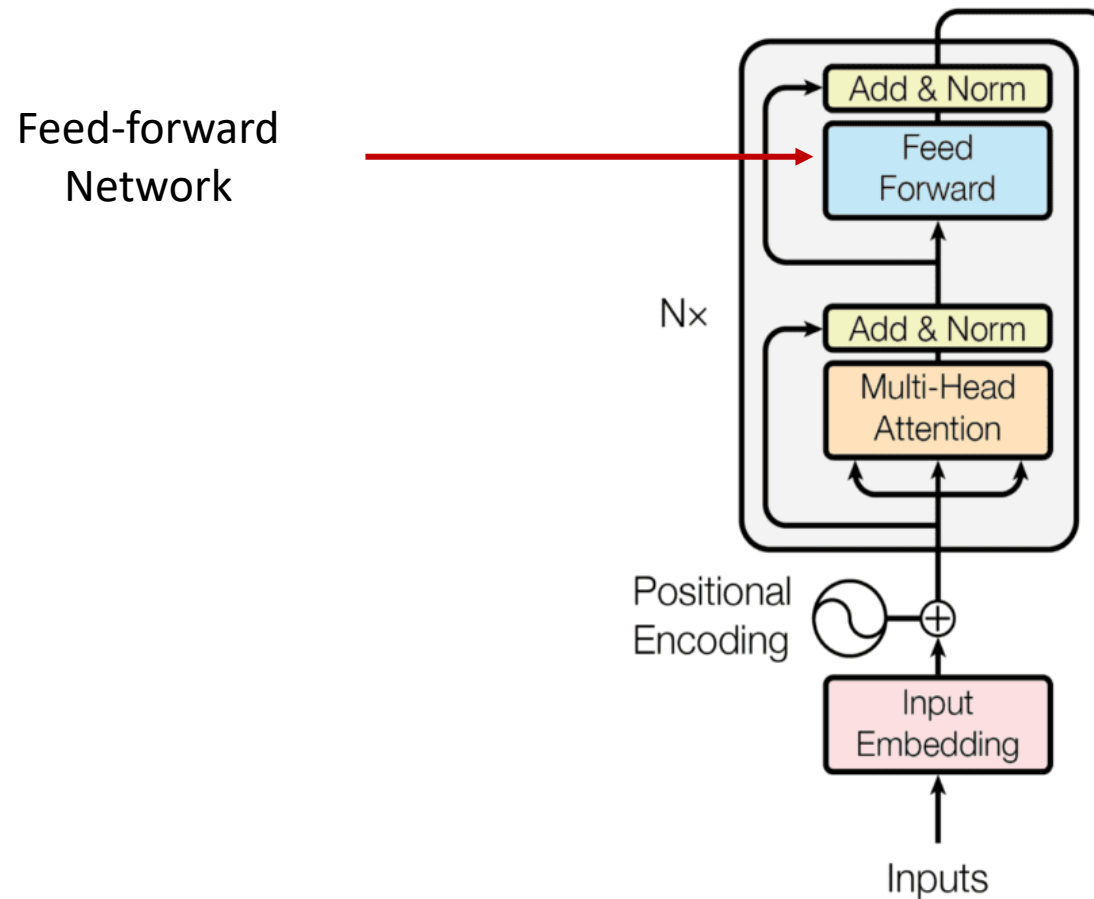 Feed-forward
Network
Add & Norm
Feed
Forward
Nx
Add & Norm
Multi-Head
Attention
Positional
Encoding
Input
Embedding
Inputs